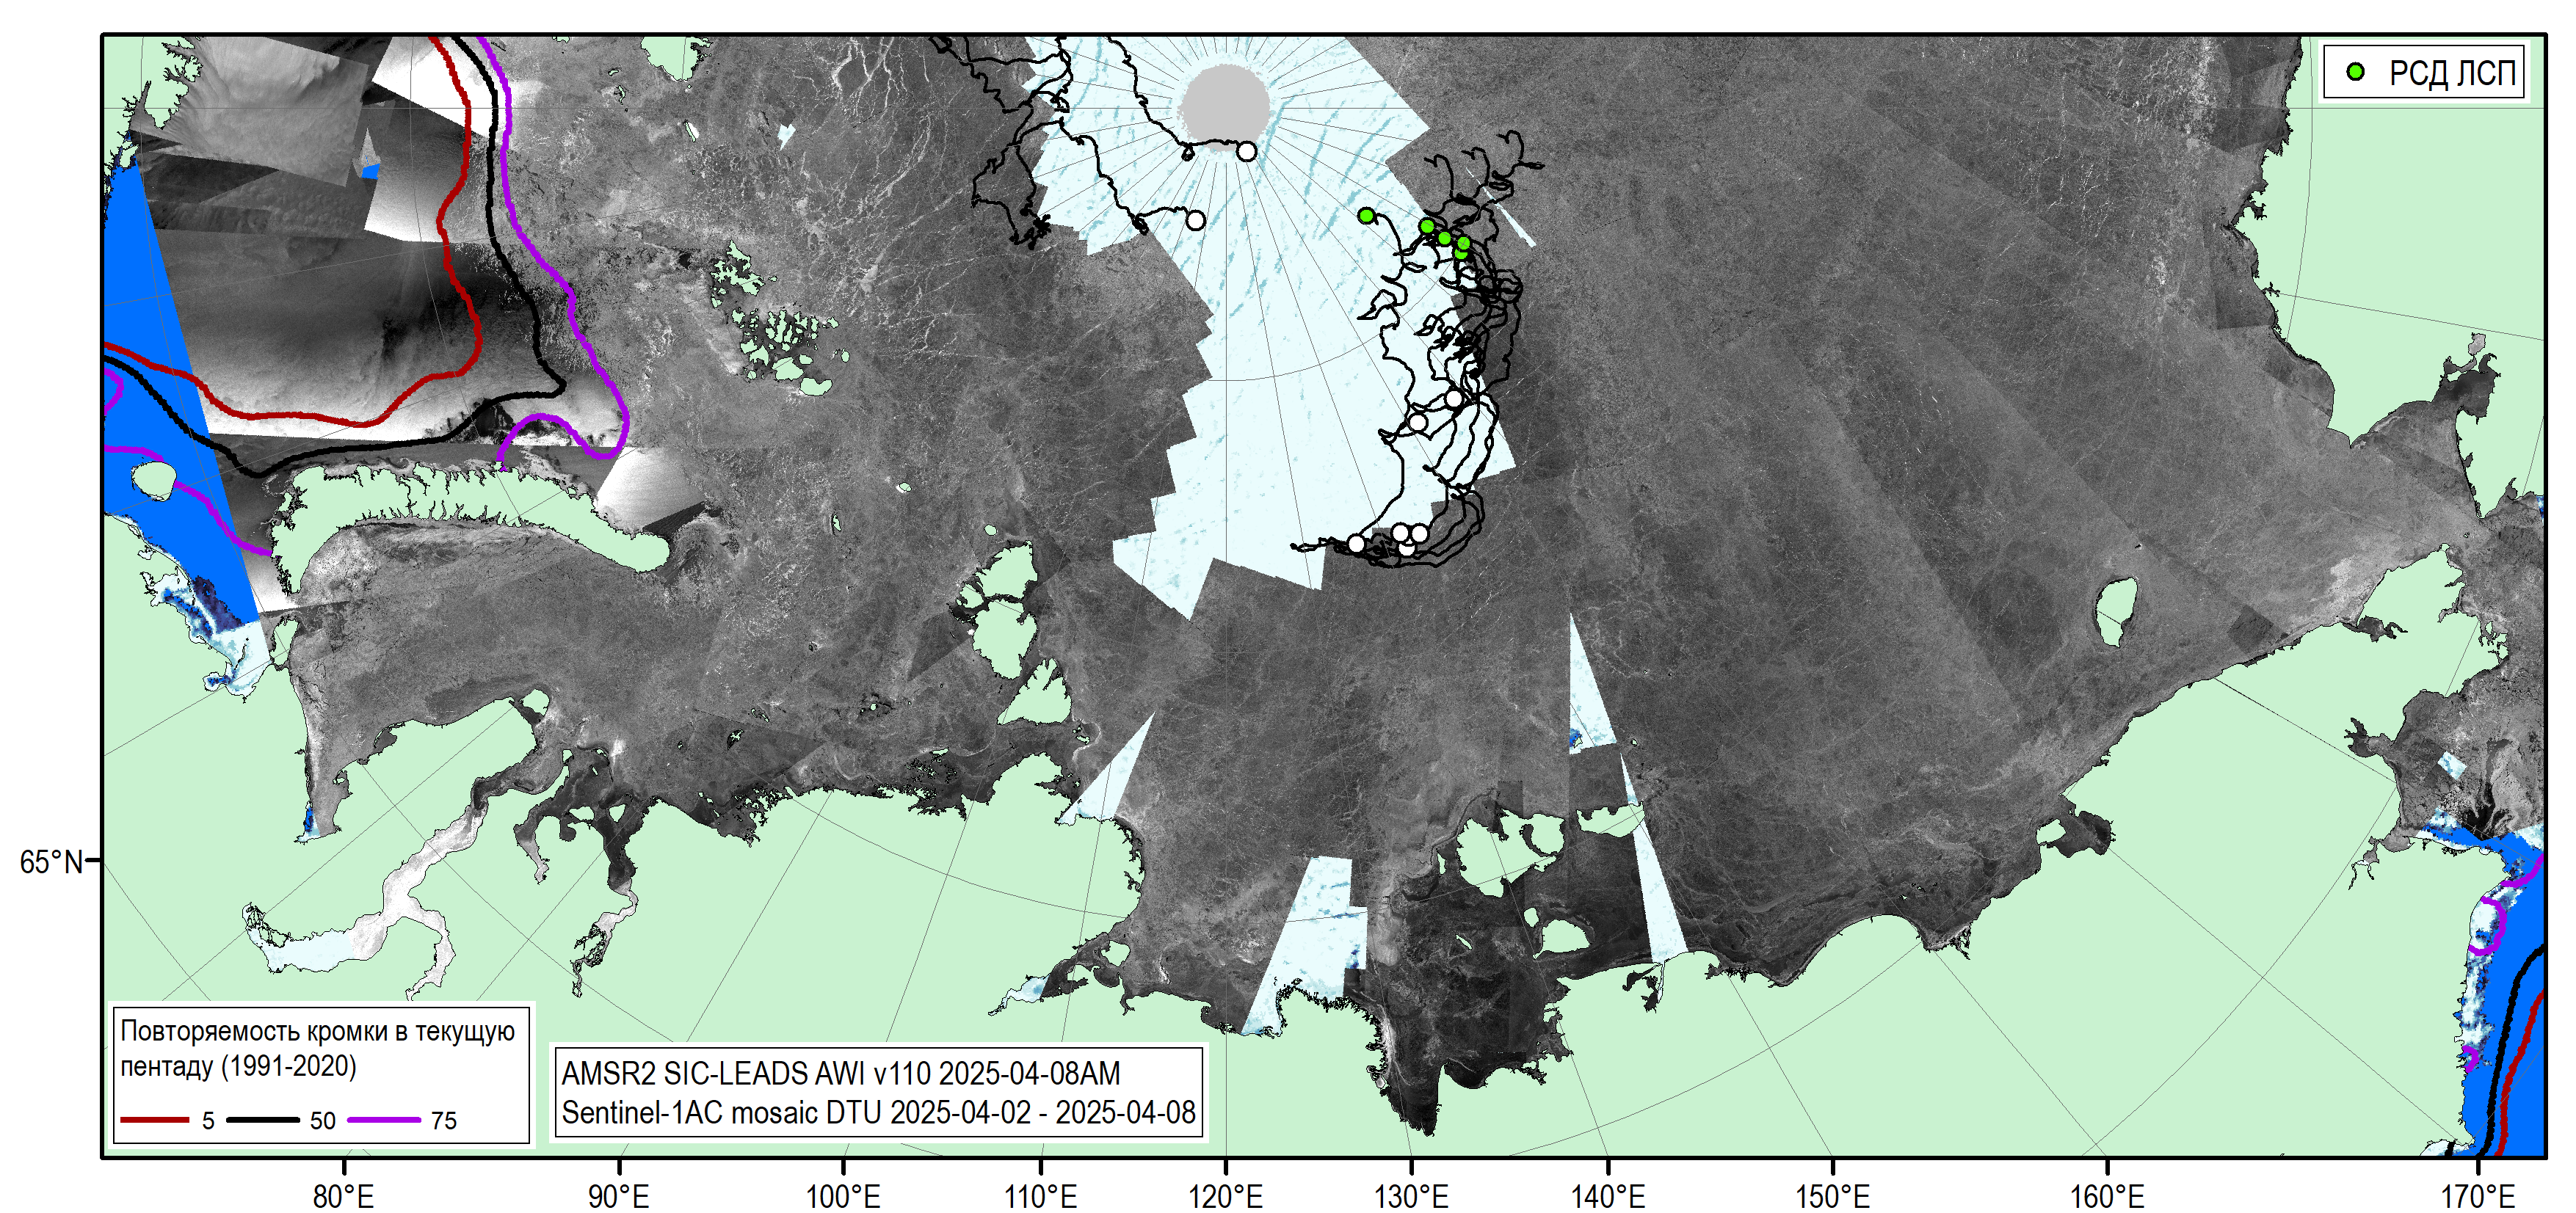 РСД ЛСП
65°N
Повторяемость кромки в текущую
пентаду (1991-2020)
5 50 75
AMSR2 SIC-LEADS AWI v110 2025-04-08AM
Sentinel-1AC mosaic DTU 2025-04-02 - 2025-04-08
80°E 90°E 100°E 110°E 120°E 130°E 140°E 150°E 160°E 170°E